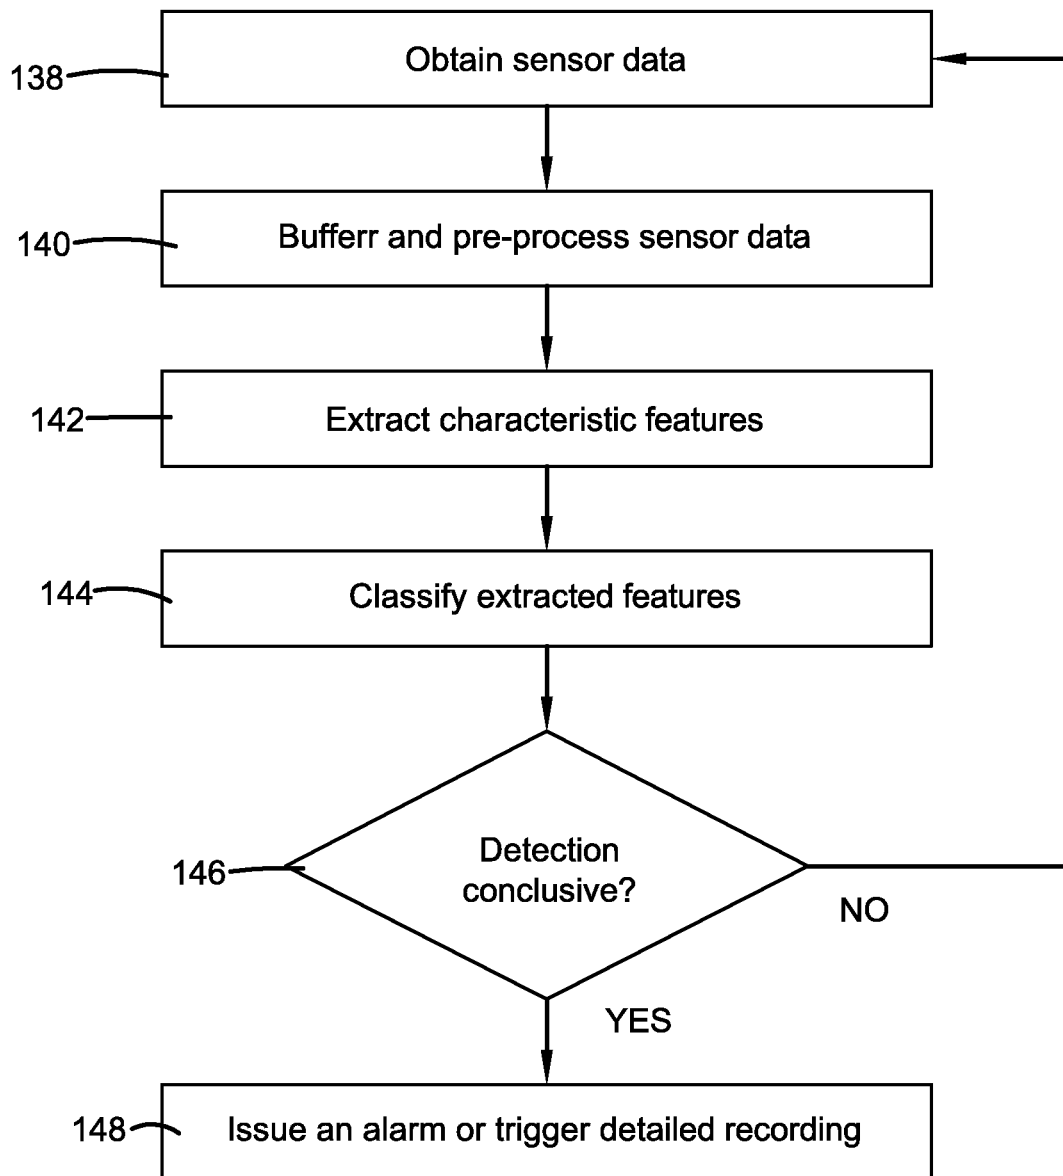 138
Obtain sensor data
140
Bufferr and pre-process sensor data
142
Extract characteristic features
144
Classify extracted features
146
Detection
conclusive?
NO
YES
148
Issue an alarm or trigger detailed recording